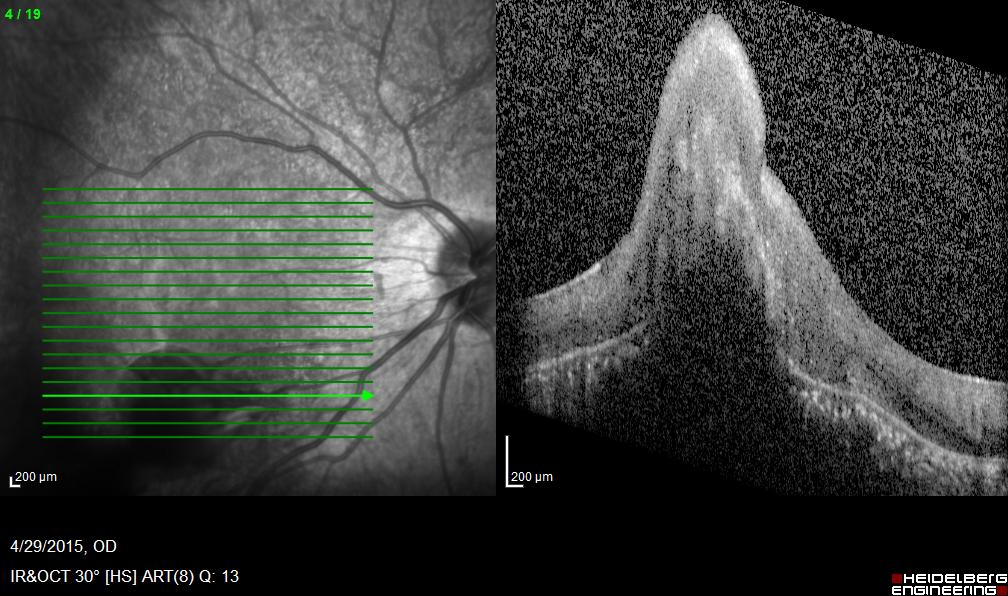 4 / 19
200 µm
200 µm
4/29/2015, OD
IR&OCT 30° [HS] ART(8) Q: 13
HEIDELBERG
ENGINEERING